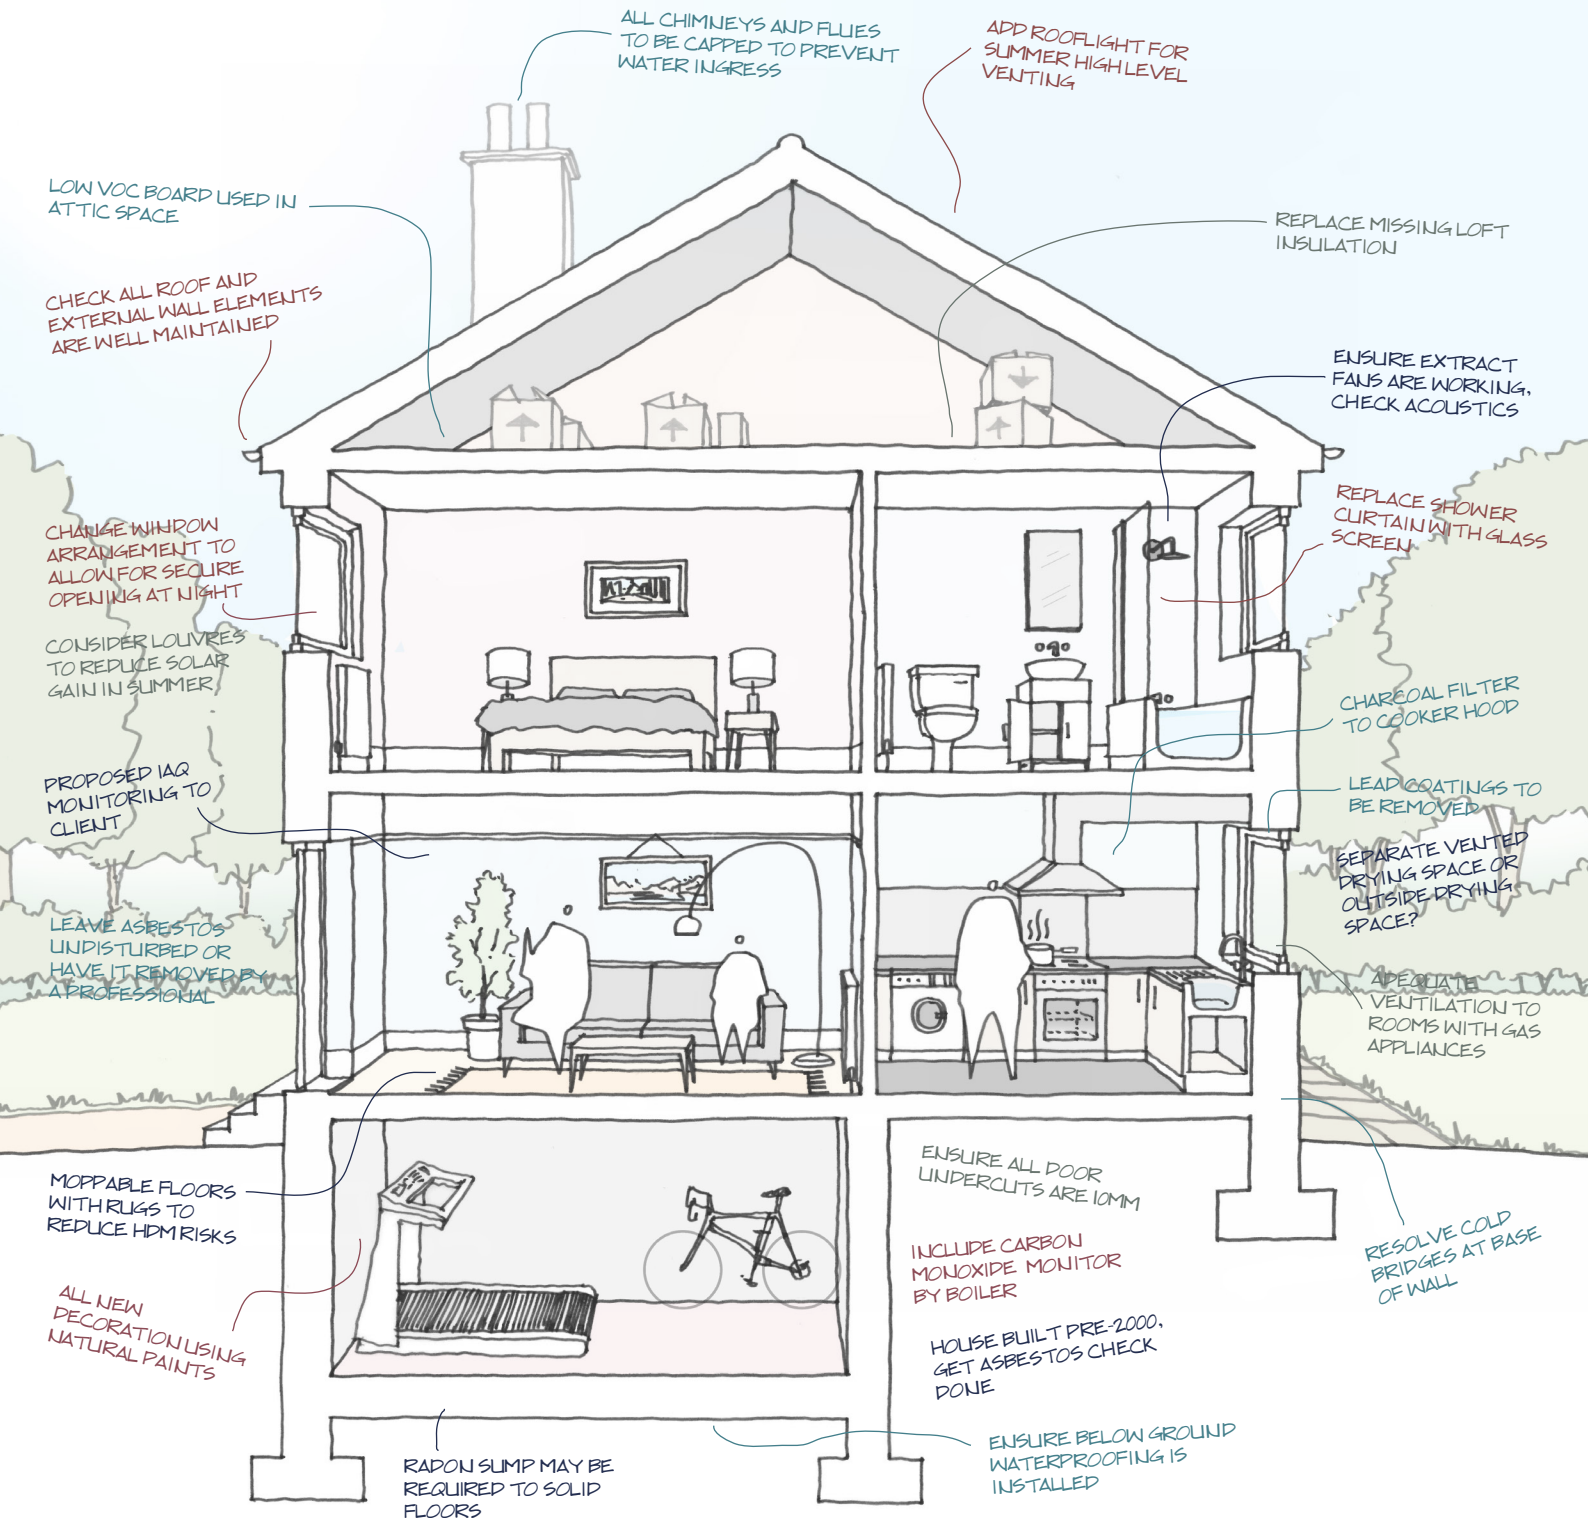 ALL CHIMNEYS AND FLUES
TO BE CAPPED TO PREVENT
WATER INGRESS
ADD ROOFLIGHT FOR
SUMMER HIGH LEVEL
VENTING
LOW VOC BOARD USED IN
ATTIC SPACE
REPLACE MISSING LOFT
INSULATION
CHECK ALL ROOF AND
EXTERNAL WALL ELEMENTS
ARE WELL MAINTAINED
ENSURE EXTRACT
FANS ARE WORKING,
CHECK ACOUSTICS
CHANGE WINDOW
ARRANGEMENT TO
ALLOW FOR SECURE
OPENING AT NIGHT
REPLACE SHOWER
CURTAIN WITH GLASS
SCREEN
CONSIDER LOUVRES
TO REDUCE SOLAR
GAIN IN SUMMER
CHARCOAL FILTER
TO COOKER HOOD
PROPOSED IAQ
MONITORING TO
CLIENT
LEAD COATINGS TO
BE REMOVED
SEPARATE VENTED
DRYING SPACE OR
OUTSIDE DRYING
SPACE?
LEAVE ASBESTOS
UNDISTURBED OR
HAVE IT REMOVED BY
A PROFESSIONAL
ADEQUATE
VENTILATION TO
ROOMS WITH GAS
APPLIANCES
MOPPABLE FLOORS
WITH RUGS TO
REDUCE HDM RISKS
ENSURE ALL DOOR
UNDERCUTS ARE 10MM
RESOLVE COLD
BRIDGES AT BASE
OF WALL
INCLUDE CARBON
MONOXIDE MONITOR
BY BOILER
ALL NEW
DECORATION USING
NATURAL PAINTS
HOUSE BUILT PRE-2000,
GET ASBESTOS CHECK
DONE
RADON SUMP MAY BE
REQUIRED TO SOLID
FLOORS
ENSURE BELOW GROUND
WATERPROOFING IS
INSTALLED